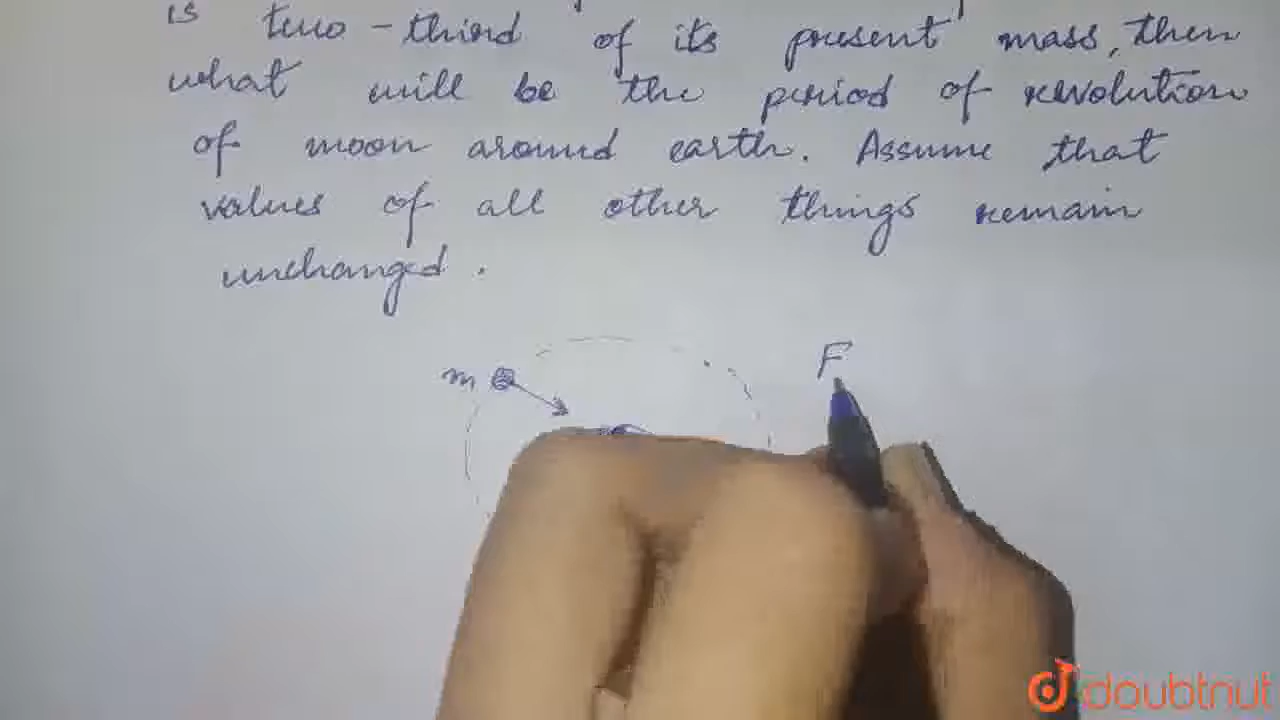 is two-third of its present mass, then
what will be the period of revolution
of moon around earth. Assume that
values of all other things remain
unchanged.
m
F
doubtnut